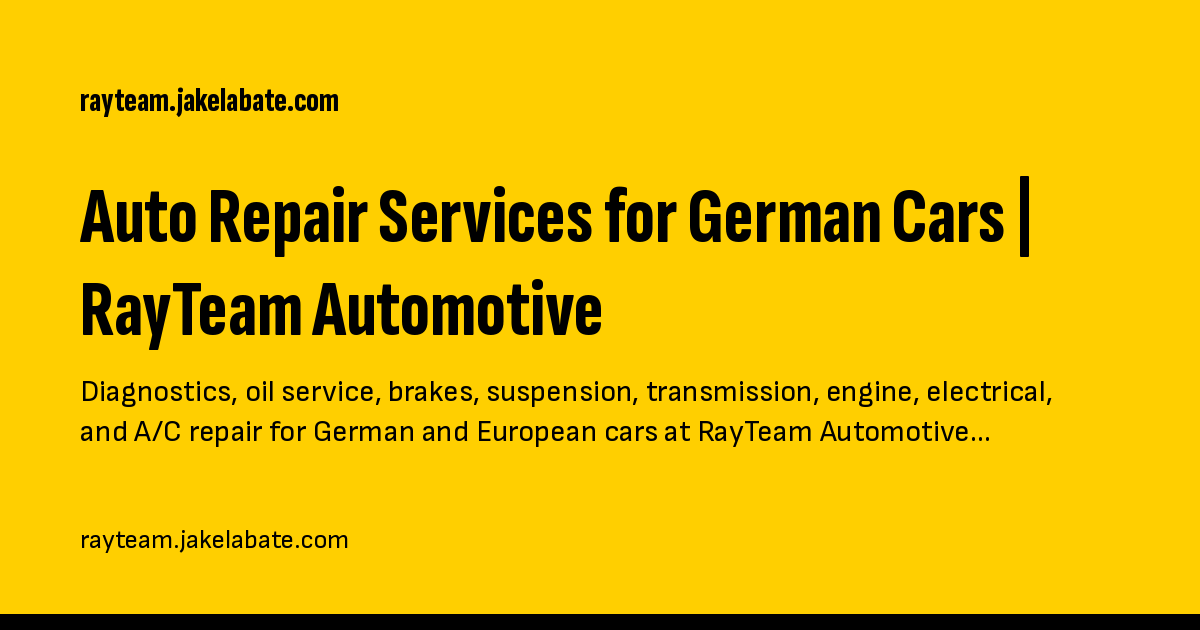 rayteam.jakelabate.com
Auto Repair Services for German Cars |
RayTeam Automotive
Diagnostics, oil service, brakes, suspension, transmission, engine, electrical,
and A/C repair for German and European cars at RayTeam Automotive...
rayteam.jakelabate.com